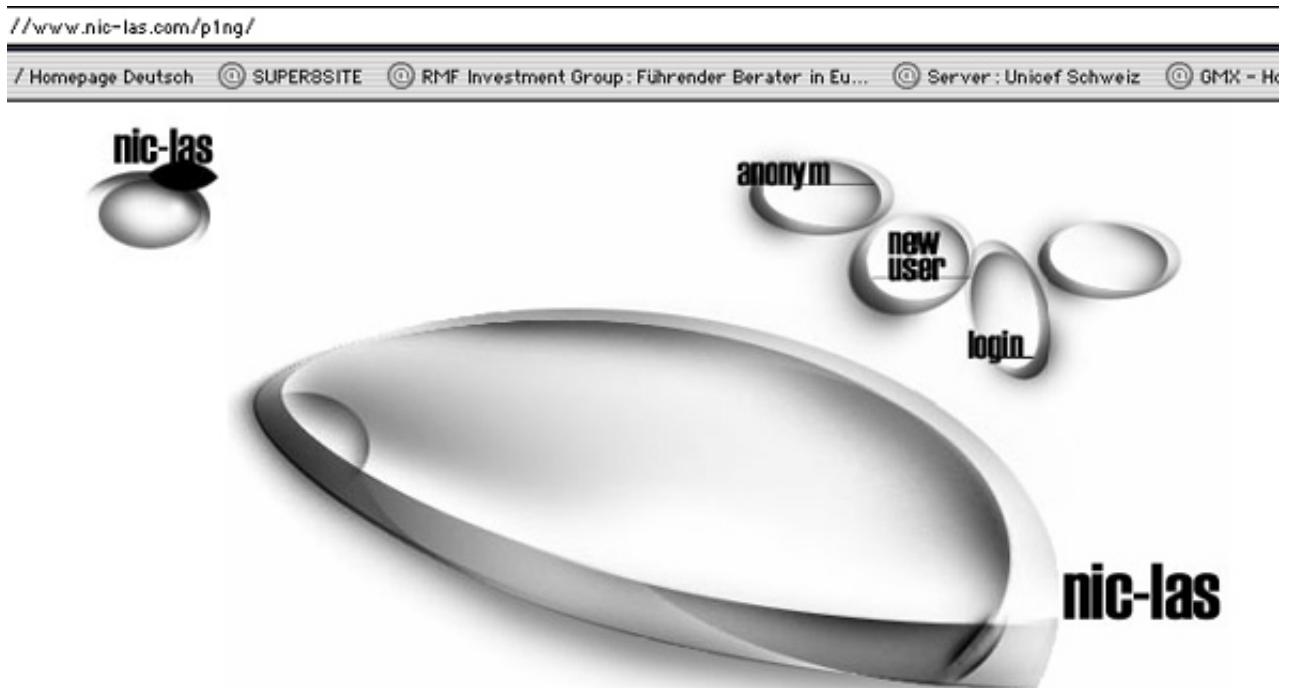 //www.nic-las.com/p1ng/
/ Homepage Deutsch SUPER8SITE RMF Investment Group: Führender Berater in Eu... Server: Unicef Schweiz GMX - Ho
nic-las
anonym
new
user
login
nic-las